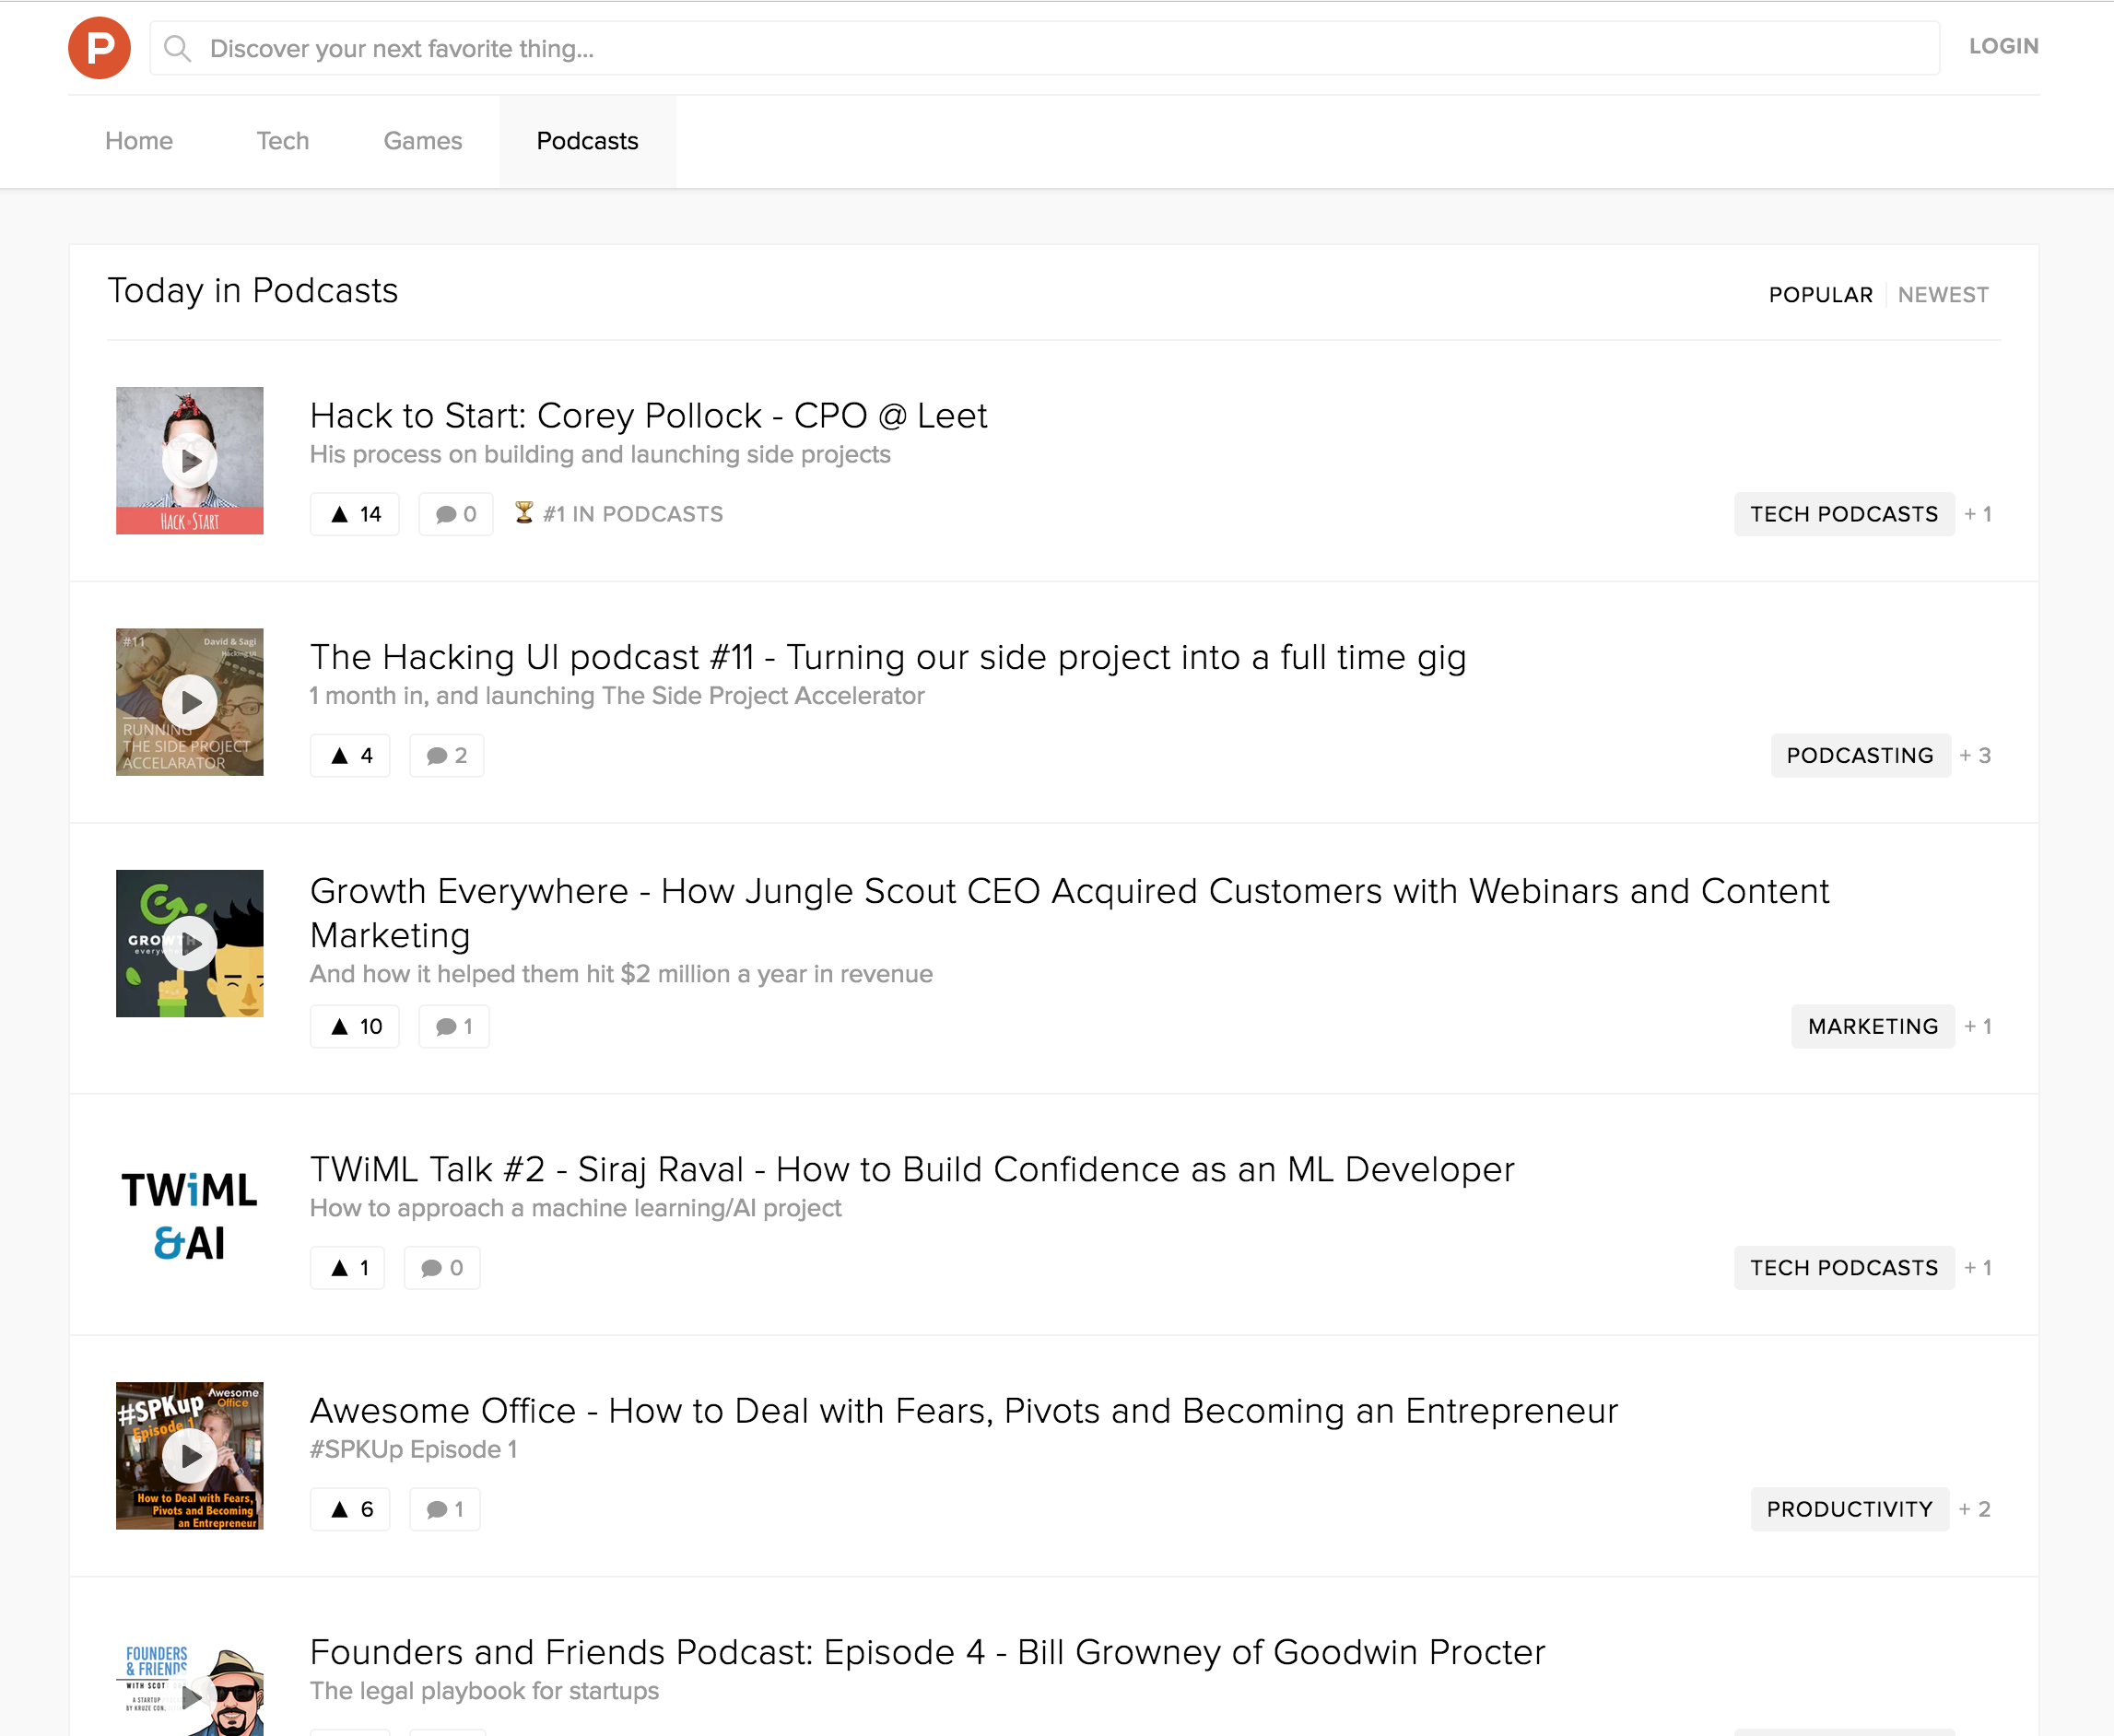 P
Discover your next favorite thing...
LOGIN
Home
Tech
Games
Podcasts
Today in Podcasts
POPULAR
NEWEST
HACK TO START
Hack to Start: Corey Pollock - CPO @ Leet
His process on building and launching side projects
14
0
#1 IN PODCASTS
TECH PODCASTS
+ 1
#11
David & Sagi
Hacking UI
RUNNING
THE SIDE PROJECT
ACCELARATOR
The Hacking UI podcast #11 - Turning our side project into a full time gig
1 month in, and launching The Side Project Accelerator
4
2
PODCASTING
+ 3
GROWTH
everywhere
Growth Everywhere - How Jungle Scout CEO Acquired Customers with Webinars and Content
Marketing
And how it helped them hit $2 million a year in revenue
10
1
MARKETING
+ 1
TWiML
&AI
TWiML Talk #2 - Siraj Raval - How to Build Confidence as an ML Developer
How to approach a machine learning/AI project
1
0
TECH PODCASTS
+ 1
Awesome
Office
#SPKup
Episode 1
How to Deal with Fears,
Pivots and Becoming
an Entrepreneur
Awesome Office - How to Deal with Fears, Pivots and Becoming an Entrepreneur
#SPKUp Episode 1
6
1
PRODUCTIVITY
+ 2
FOUNDERS
& FRIENDS
WITH SCOTT
A STARTUP
BY KRUZE CON
Founders and Friends Podcast: Episode 4 - Bill Growney of Goodwin Procter
The legal playbook for startups